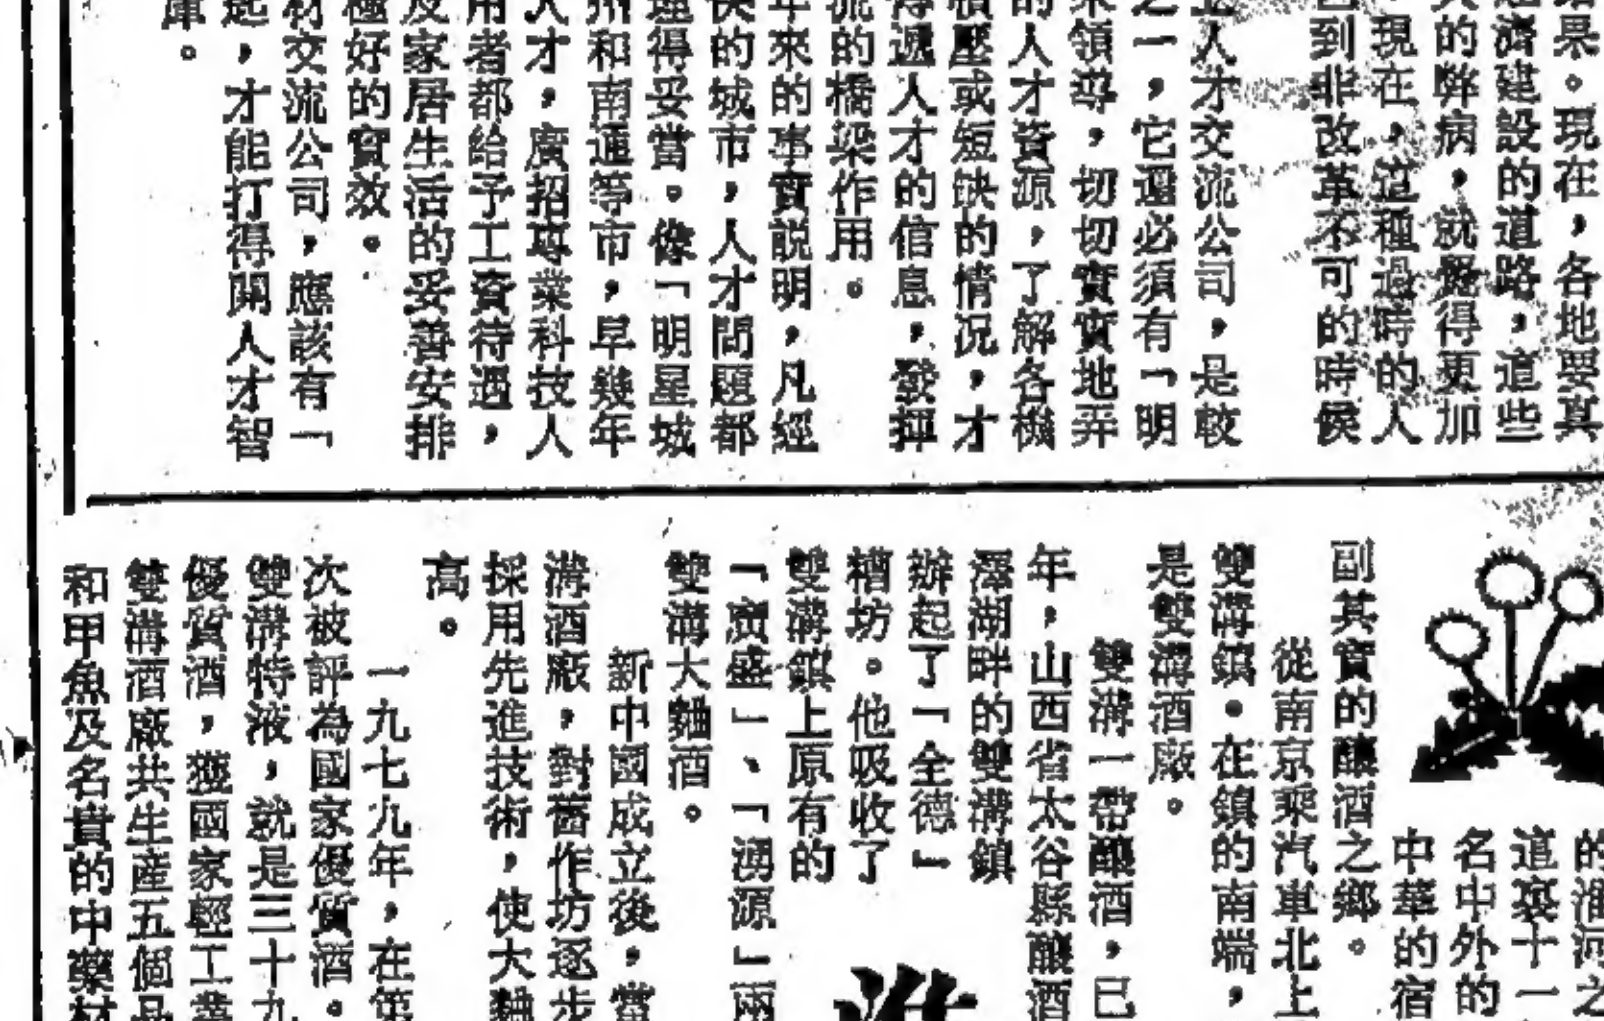 結果。現在，各地要真
經濟建設的道路，這些
大的弊病，就顯得更加
現在，這種過時的人
已到非改革不可的時候
人才交流公司，是較
之一，它還必須有「明
領導，切切實實地弄
的人才資源，了解各機
積壓或短缺的情況，才
得遞人才的信息，發揮
流的橋梁作用。
年來的事實說明，凡經
快的城市，人才問題都
理得妥當。像「明星城
州和南通等市，早幾年
人才，廣招專業科技人
用者都給予工資待遇，
及家居生活的妥善安排
極好的實效。
材交流公司，應該有「
起，才能打得開人才智
庫。
的淮河之
這裏十一
名中外的
中華的宿
副其實的釀酒之鄉。
從南京乘汽車北上
雙溝鎮。在鎮的南端，
是雙溝酒廠。
雙溝一帶釀酒，已
年，山西省太谷縣釀酒
澤湖畔的雙溝鎮
辦起了「全德」
糟坊。他吸收了
雙溝鎮上原有的
「廣盛」、「湧源」兩
雙溝大麯酒。
新中國成立後，當
溝酒廠，對舊作坊逐步
採用先進技術，使大麯
高。
一九七九年，在第
次被評為國家優質酒。
雙溝特液，就是三十九
優質酒，獲國家輕工業
雙溝酒廠共生産五個品
和甲魚及名貴的中藥材
淮